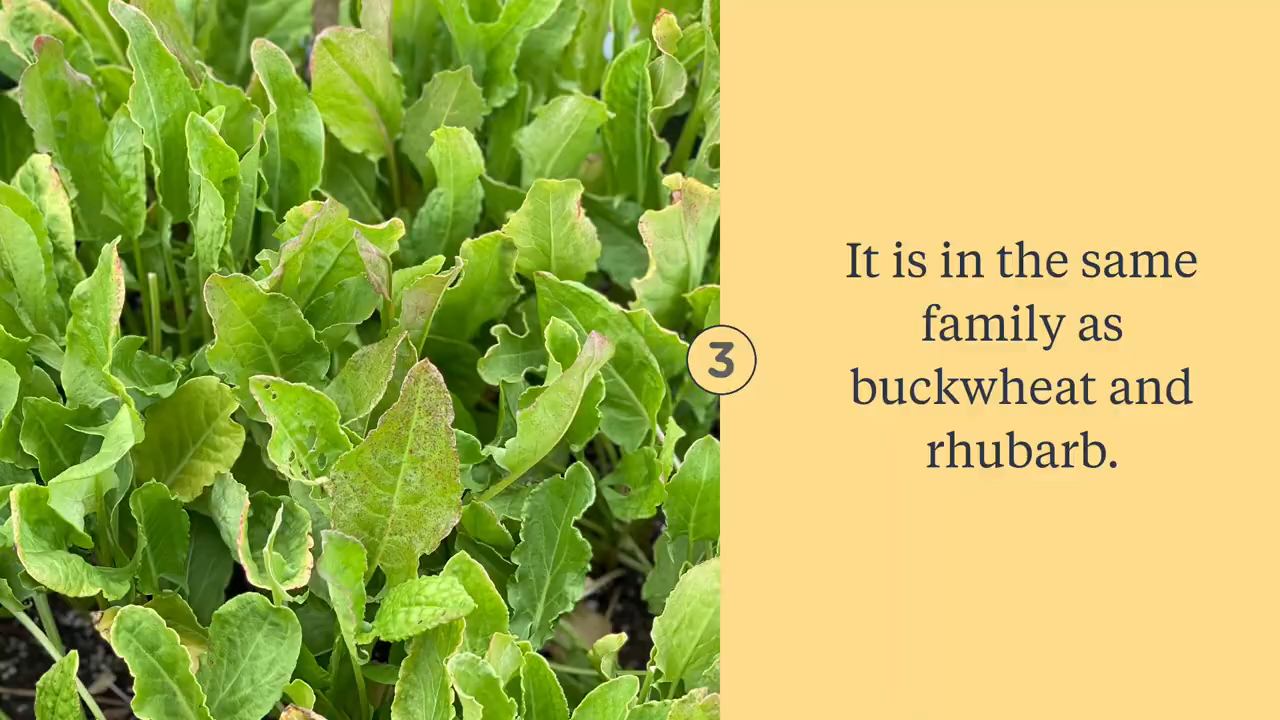 3
It is in the same
family as
buckwheat and
rhubarb.